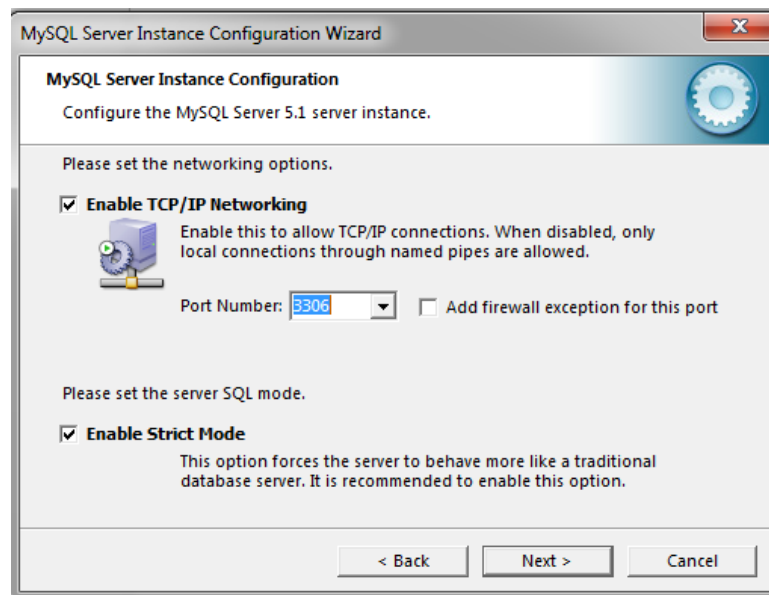 MySQL Server Instance Configuration Wizard
MySQL Server Instance Configuration
Configure the MySQL Server 5.1 server instance.
Please set the networking options.
Enable TCP/IP Networking
Enable this to allow TCP/IP connections. When disabled, only
local connections through named pipes are allowed.
Port Number: 3306 Add firewall exception for this port
Please set the server SQL mode.
Enable Strict Mode
This option forces the server to behave more like a traditional
database server. It is recommended to enable this option.
< Back Next > Cancel